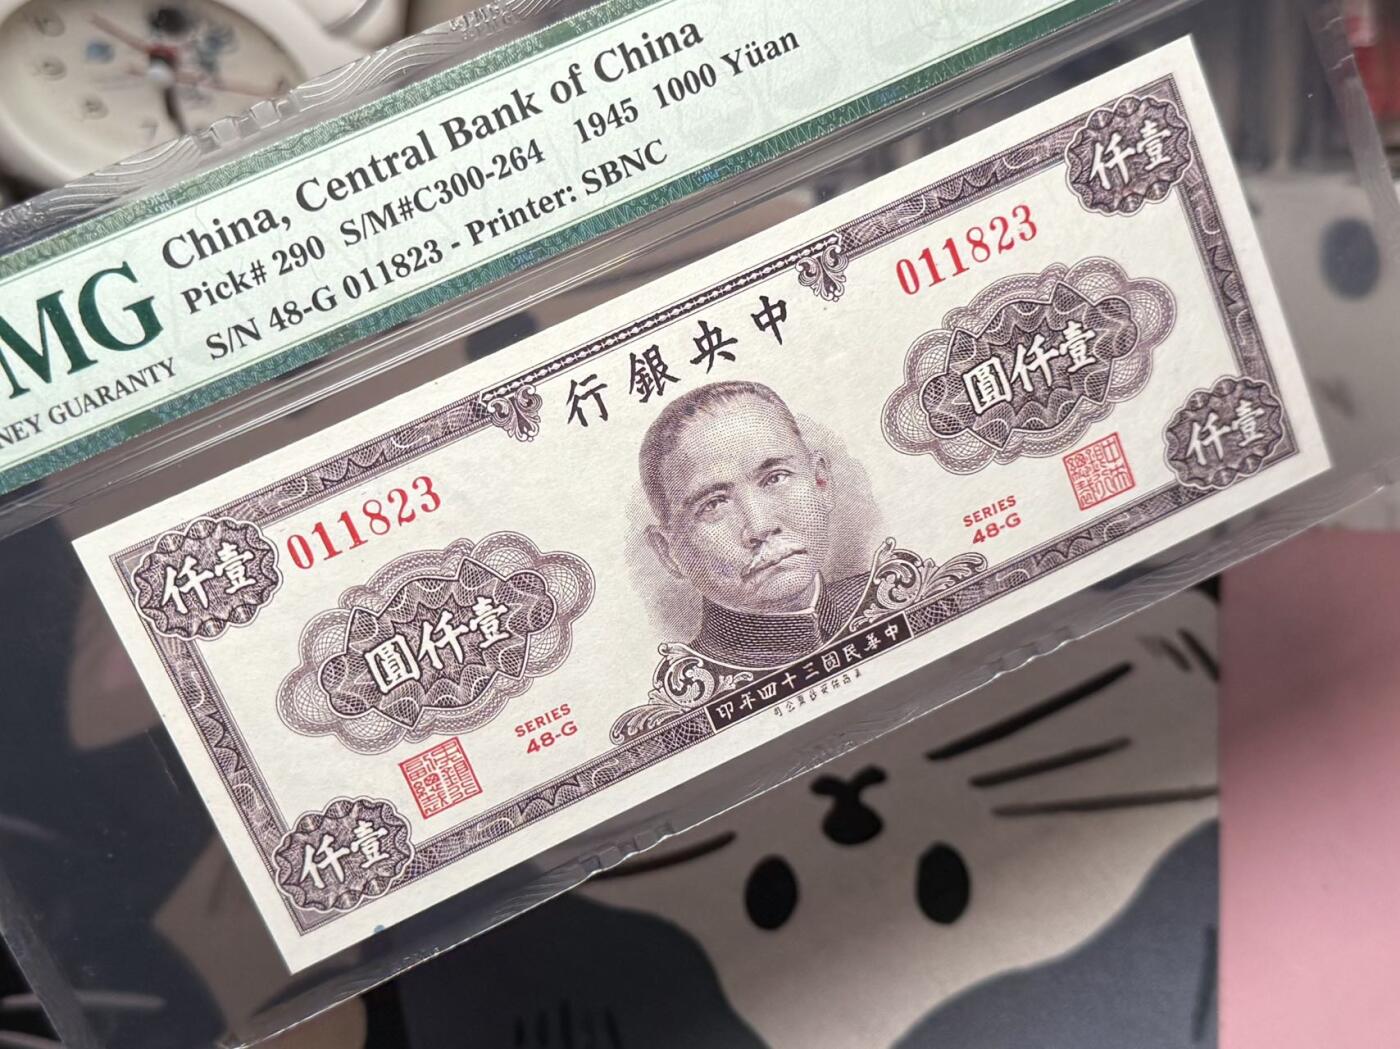 China, Central Bank of China
Pick# 290 S/M#C300-264 1945 1000 Yüan
S/N 48-G 011823 - Printer: SBNC
MG
NEY GUARANTY
仟壹
仟壹
011823
011823
行銀央中
圓仟壹
圓仟壹
SERIES
48-G
SERIES
48-G
仟壹
仟壹
印年四十三國民華中